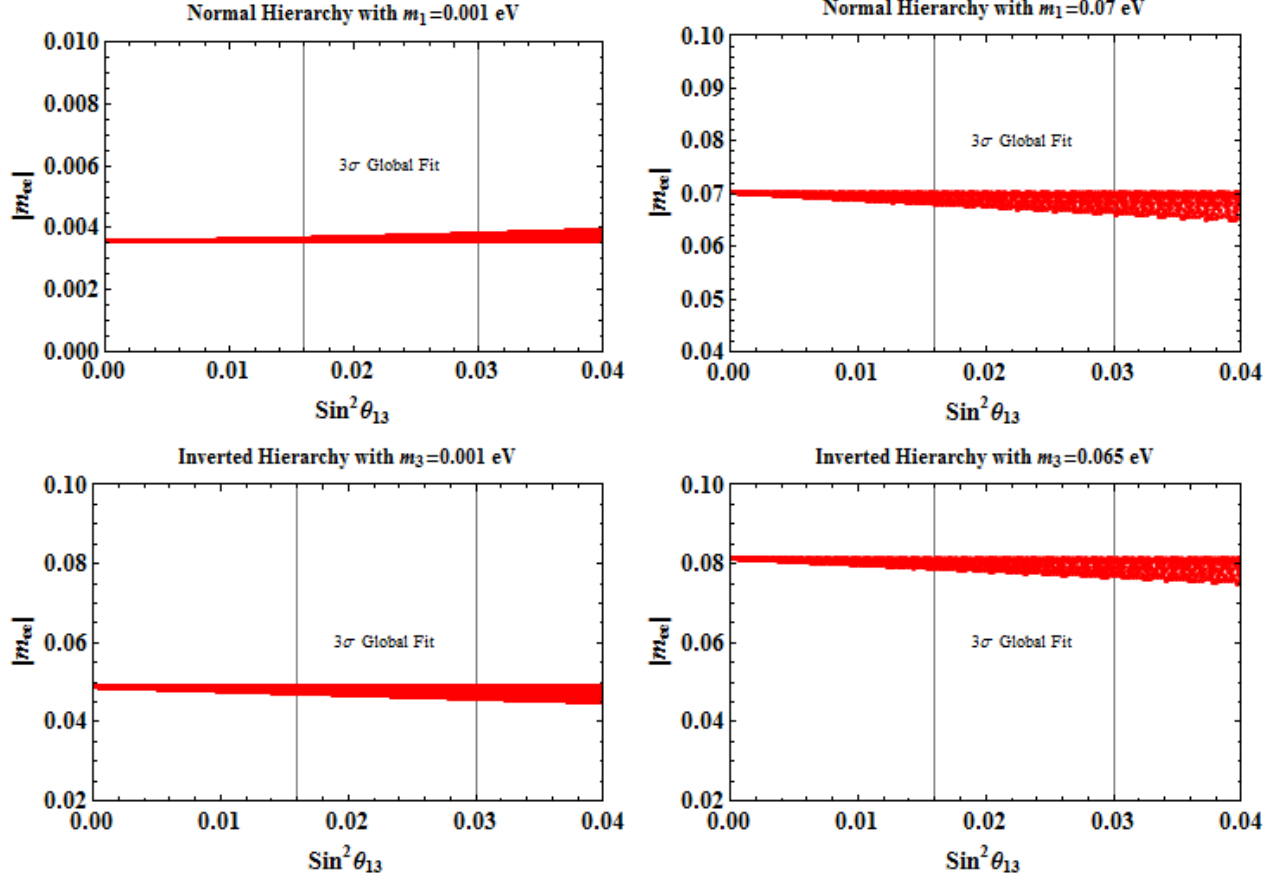 Normal Hierarchy with m₁=0.001 eV
0.010
0.008
0.006
0.004
0.002
0.000
|mₑₑ|
3σ Global Fit
0.00 0.01 0.02 0.03 0.04
Sin²θ₁₃
Normal Hierarchy with m₁=0.07 eV
0.10
0.09
0.08
0.07
0.06
0.05
0.04
|mₑₑ|
3σ Global Fit
0.00 0.01 0.02 0.03 0.04
Sin²θ₁₃
Inverted Hierarchy with m₃=0.001 eV
0.10
0.08
0.06
0.04
0.02
|mₑₑ|
3σ Global Fit
0.00 0.01 0.02 0.03 0.04
Sin²θ₁₃
Inverted Hierarchy with m₃=0.065 eV
0.10
0.08
0.06
0.04
0.02
|mₑₑ|
3σ Global Fit
0.00 0.01 0.02 0.03 0.04
Sin²θ₁₃